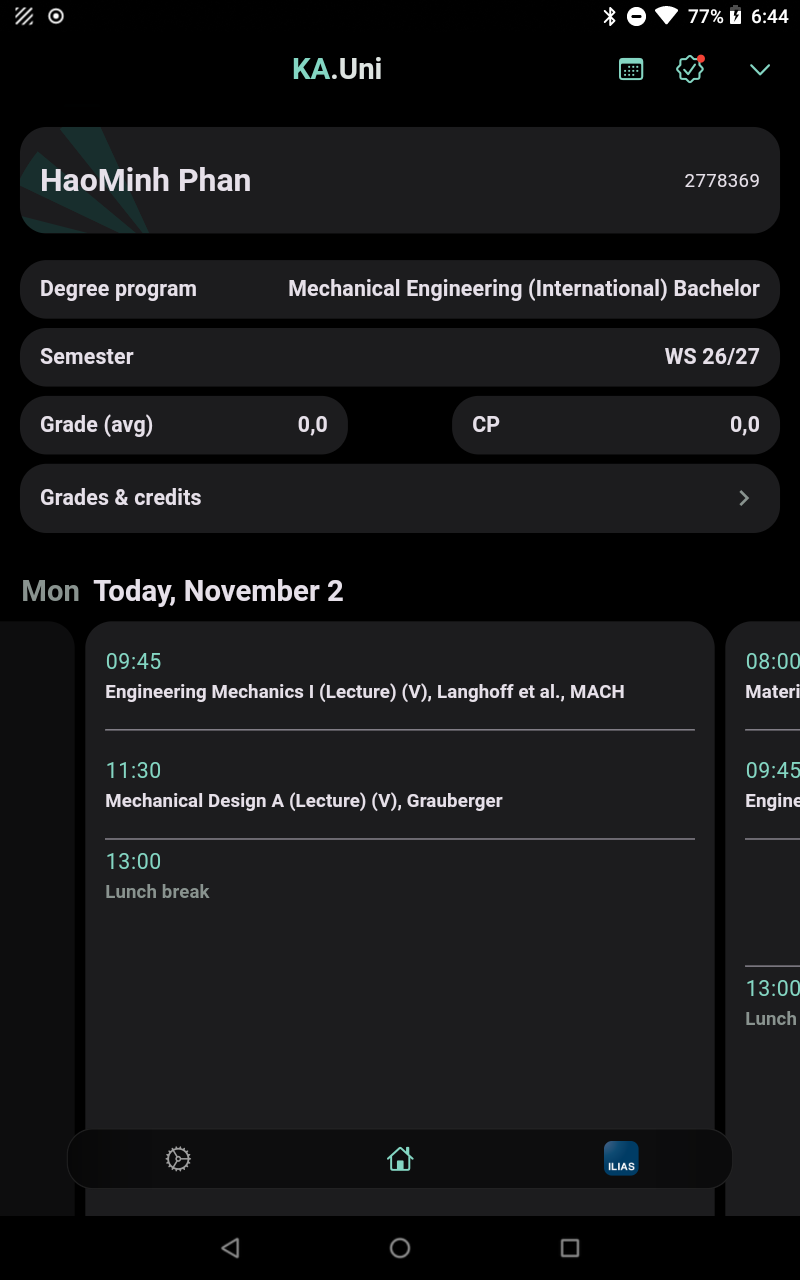 77% 6:44
KA.Uni
HaoMinh Phan 2778369
Degree program Mechanical Engineering (International) Bachelor
Semester WS 26/27
Grade (avg) 0,0 CP 0,0
Grades & credits
Mon Today, November 2
09:45
Engineering Mechanics I (Lecture) (V), Langhoff et al., MACH
11:30
Mechanical Design A (Lecture) (V), Grauberger
13:00
Lunch break
08:00
Materi
09:45
Engine
13:00
Lunch
ILIAS